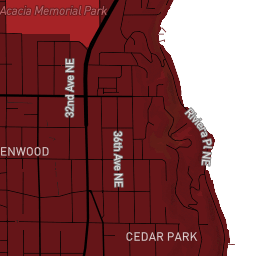 Acacia Memorial Park
32nd Ave NE
Riviera Pl NE
36th Ave NE
ENWOOD
CEDAR PARK